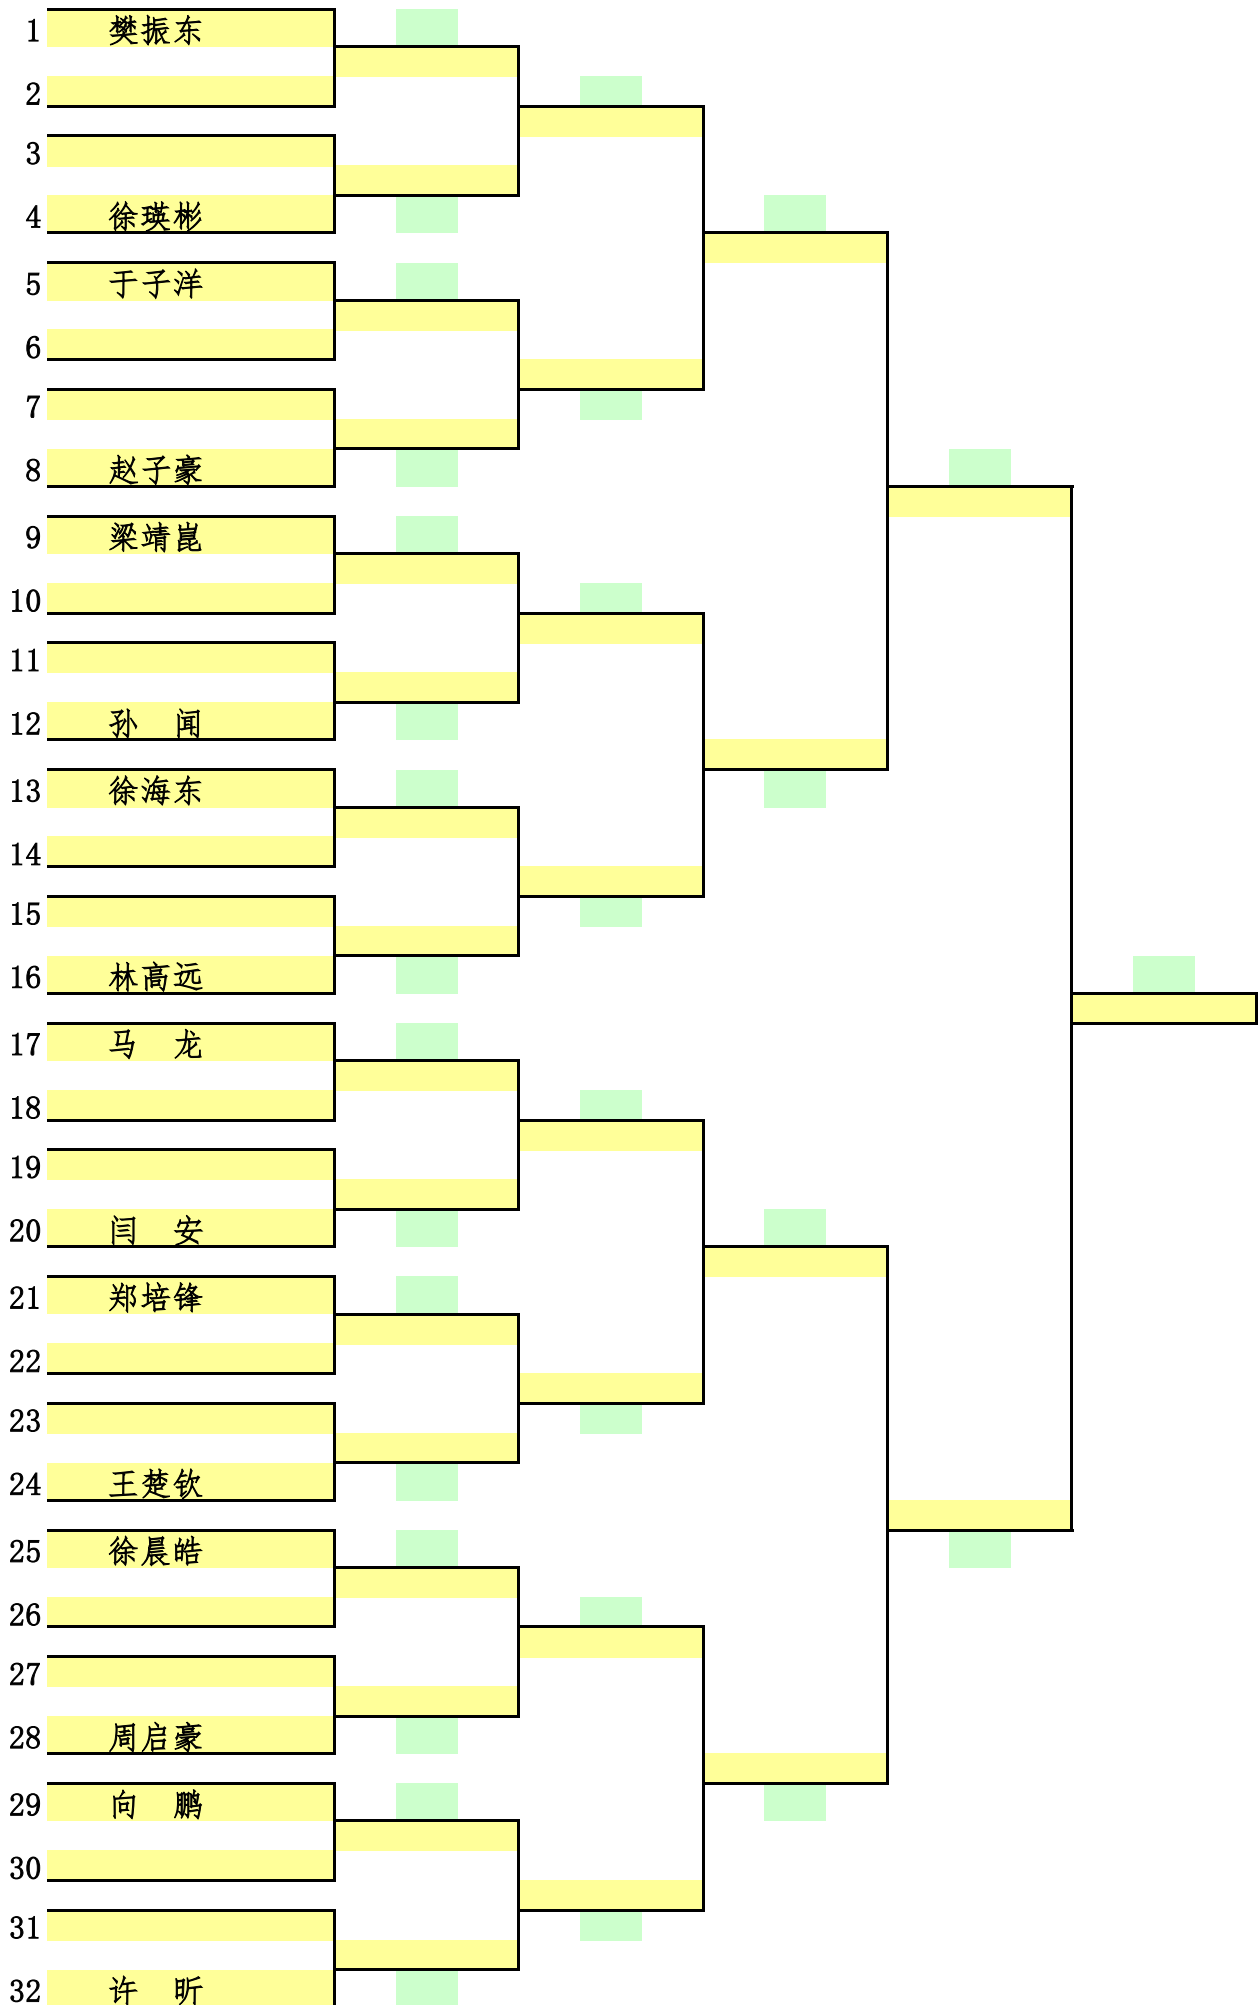 1 樊振东
2
3
4 徐瑛彬
5 于子洋
6
7
8 赵子豪
9 梁靖崑
10
11
12 孙 闻
13 徐海东
14
15
16 林高远
17 马 龙
18
19
20 闫 安
21 郑培锋
22
23
24 王楚钦
25 徐晨皓
26
27
28 周启豪
29 向 鹏
30
31
32 许 昕